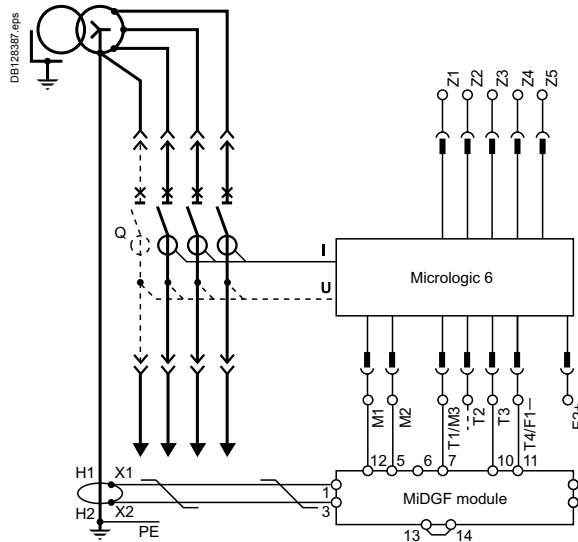 DB128387.eps
Z1
Z2
Z3
Z4
Z5
Q
I
U
Micrologic 6
M1
M2
T1/M3
T2
T3
T4/F1–
12
5
6
7
10
11
H1
X1
1
MiDGF module
H2
X2
3
PE
13
14